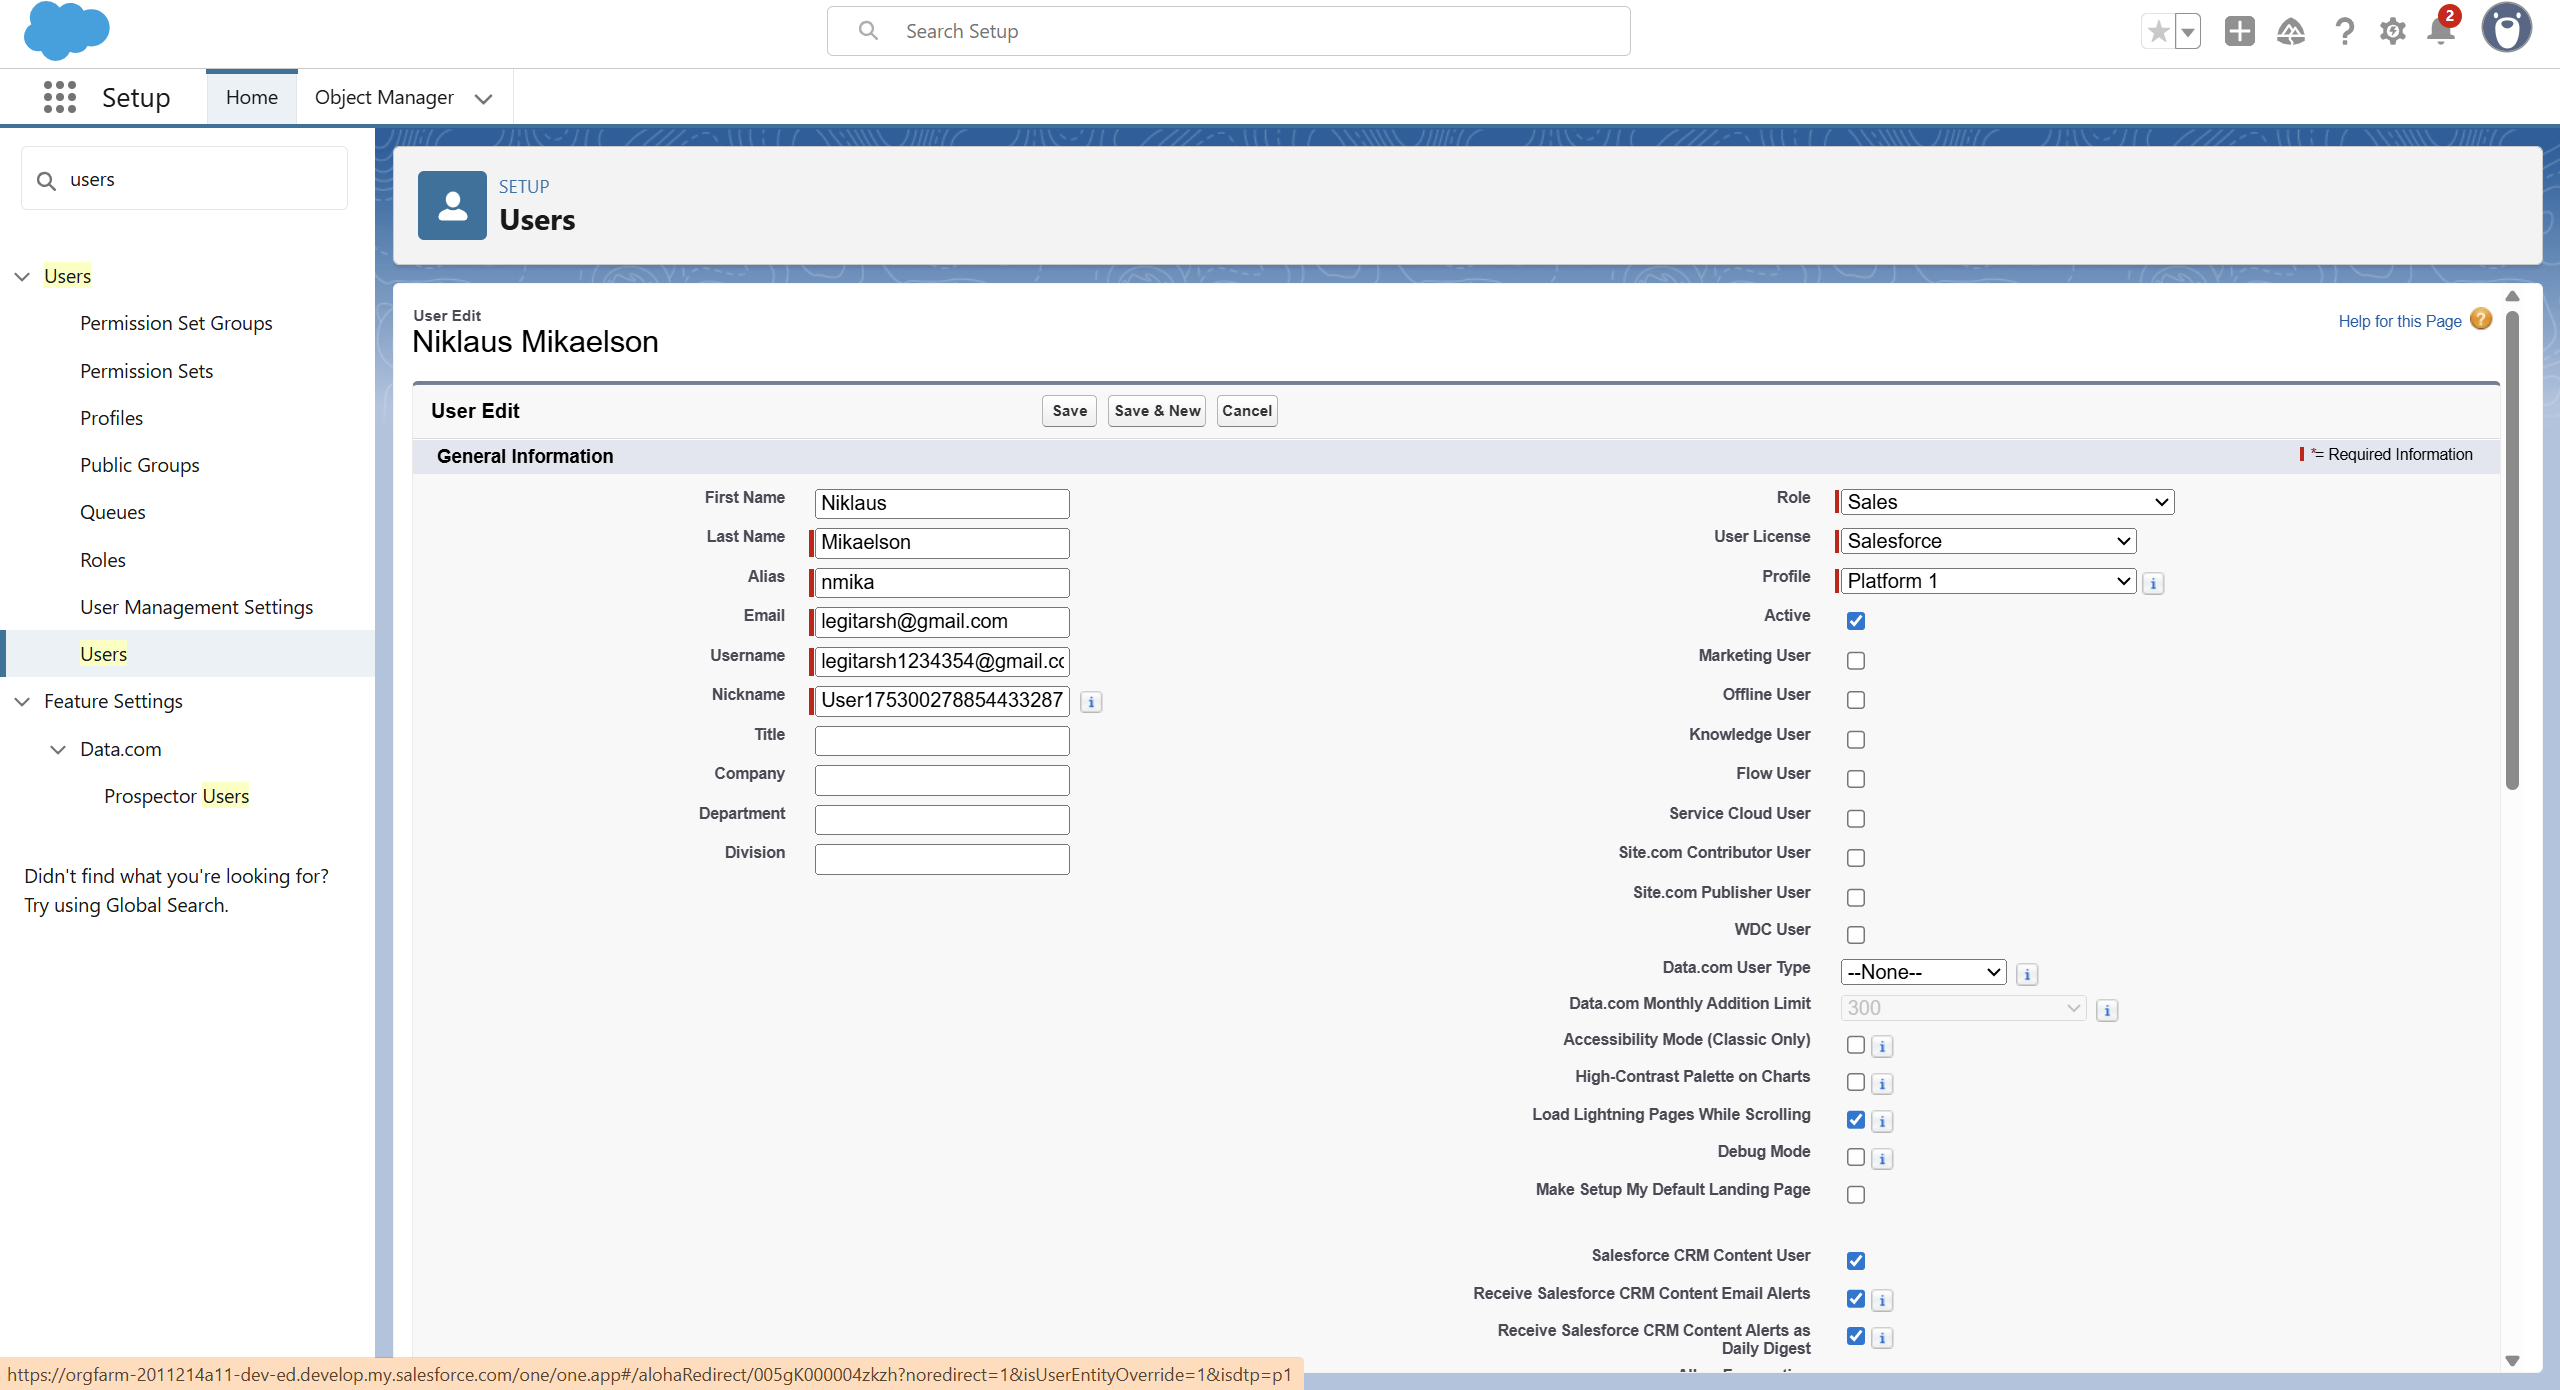 Search Setup
2
Setup
Home
Object Manager
users
Users
Permission Set Groups
Permission Sets
Profiles
Public Groups
Queues
Roles
User Management Settings
Users
Feature Settings
Data.com
Prospector Users
Didn't find what you're looking for?
Try using Global Search.
SETUP
Users
User Edit
Niklaus Mikaelson
Help for this Page
User Edit
Save
Save & New
Cancel
General Information
*= Required Information
First Name Niklaus
Last Name Mikaelson
Alias nmika
Email legitarsh@gmail.com
Username legitarsh1234354@gmail.cc
Nickname User175300278854433287
Title
Company
Department
Division
Role Sales
User License Salesforce
Profile Platform 1
Active
Marketing User
Offline User
Knowledge User
Flow User
Service Cloud User
Site.com Contributor User
Site.com Publisher User
WDC User
Data.com User Type --None--
Data.com Monthly Addition Limit 300
Accessibility Mode (Classic Only)
High-Contrast Palette on Charts
Load Lightning Pages While Scrolling
Debug Mode
Make Setup My Default Landing Page
Salesforce CRM Content User
Receive Salesforce CRM Content Email Alerts
Receive Salesforce CRM Content Alerts as
Daily Digest
https://orgfarm-2011214a11-dev-ed.develop.my.salesforce.com/one/one.app#/alohaRedirect/005gK000004zkzh?noredirect=1&isUserEntityOverride=1&isdtp=p1